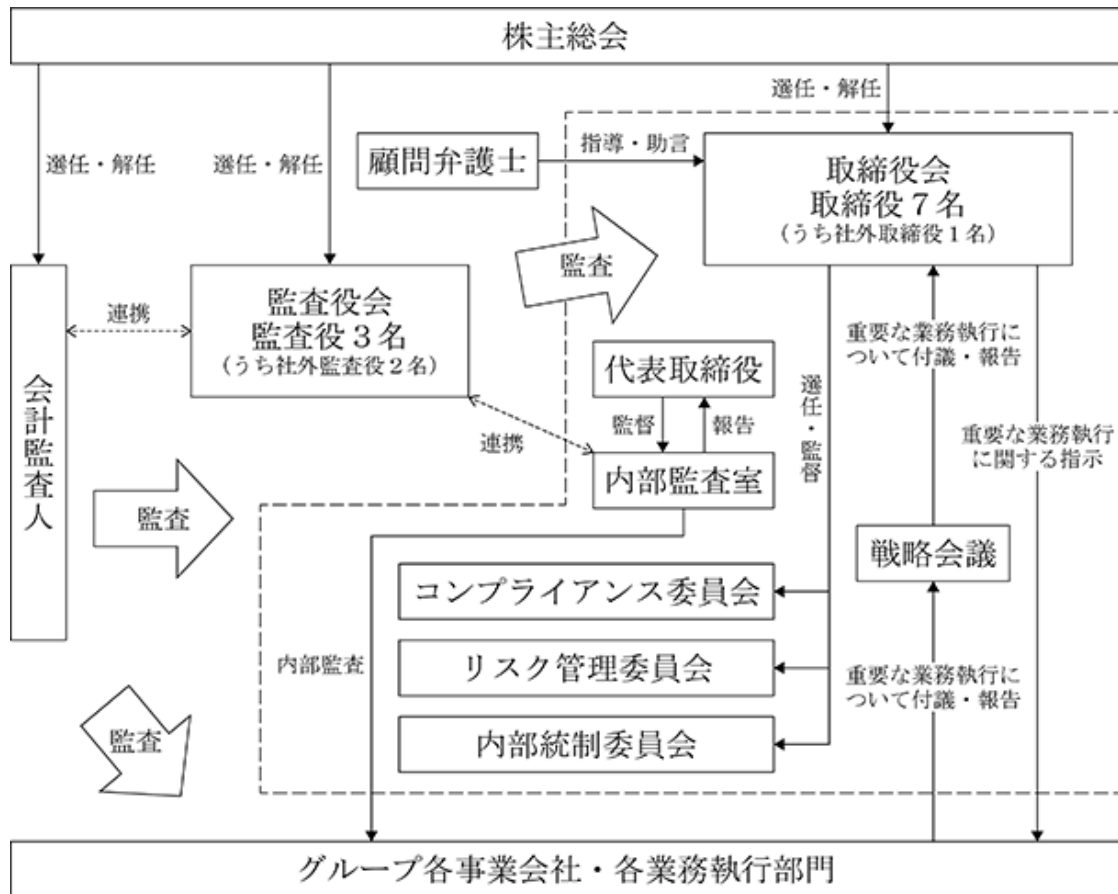 株主総会
選任・解任
選任・解任
選任・解任
顧問弁護士
指導・助言
取締役会
取締役７名
（うち社外取締役１名）
監査
監査役会
監査役３名
（うち社外監査役２名）
連携
会計監査人
代表取締役
監督
報告
連携
内部監査室
選任・監督
重要な業務執行に
ついて付議・報告
重要な業務執行
に関する指示
監査
戦略会議
コンプライアンス委員会
内部監査
リスク管理委員会
重要な業務執行に
ついて付議・報告
内部統制委員会
監査
グループ各事業会社・各業務執行部門